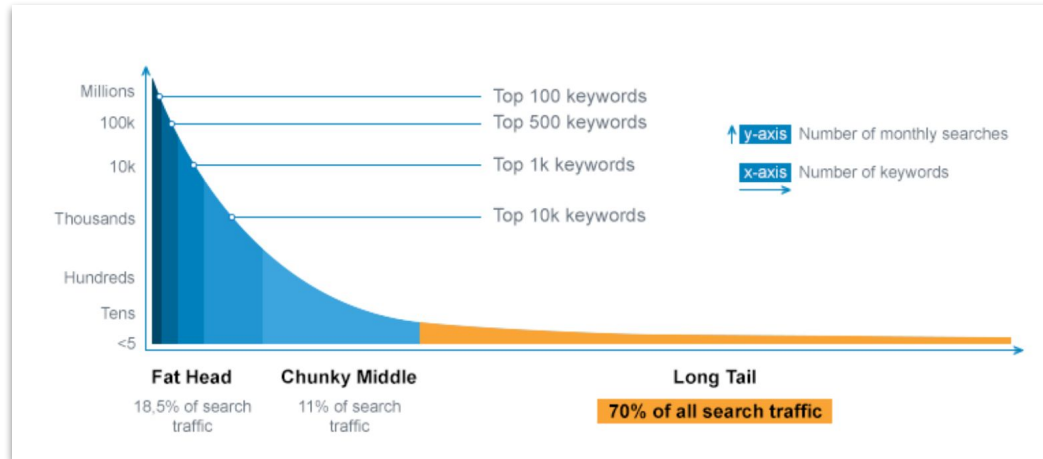 Millions
100k
10k
Thousands
Hundreds
Tens
<5
Top 100 keywords
Top 500 keywords
Top 1k keywords
Top 10k keywords
y-axis Number of monthly searches
x-axis Number of keywords
Fat Head
18,5% of search
traffic
Chunky Middle
11% of search
traffic
Long Tail
70% of all search traffic